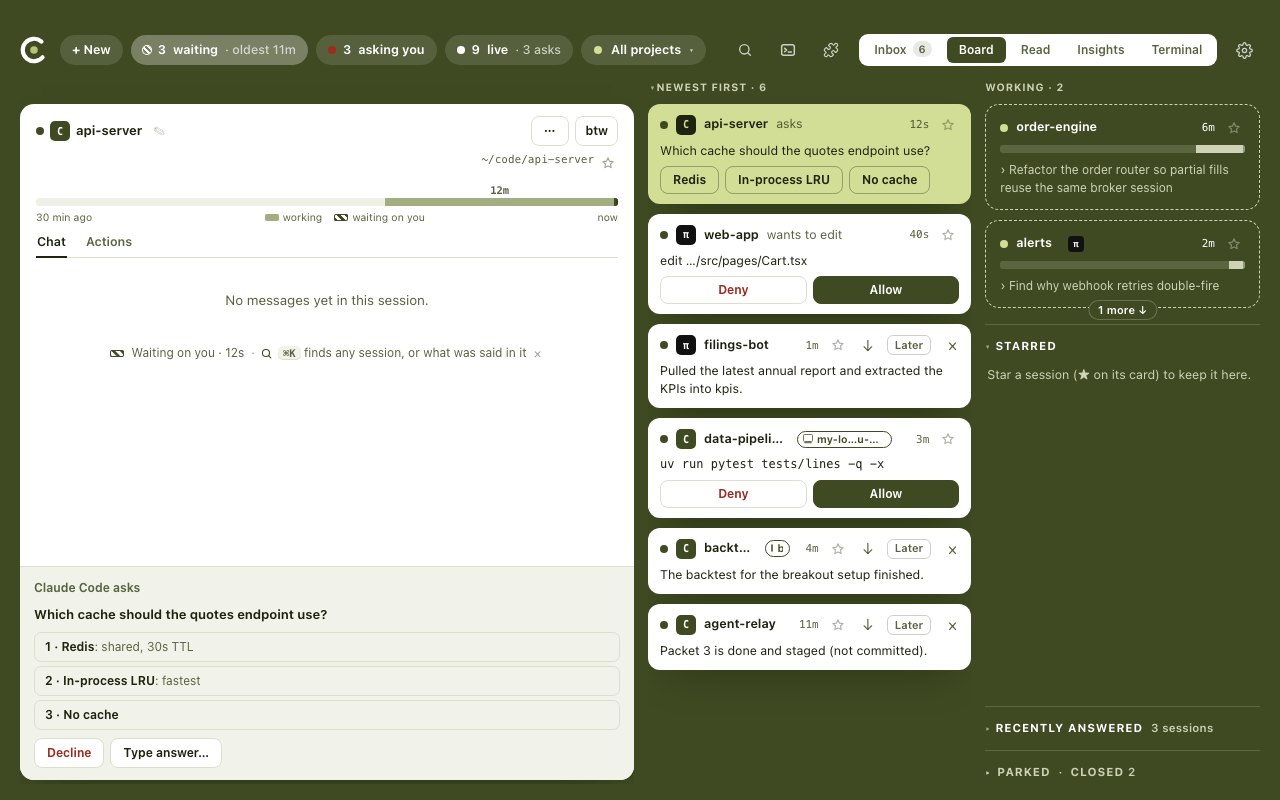 + New
3 waiting · oldest 11m
3 asking you
9 live · 3 asks
All projects
Inbox 6
Board
Read
Insights
Terminal
C api-server
...
btw
~/code/api-server
12m
30 min ago
working
waiting on you
now
Chat
Actions
No messages yet in this session.
Waiting on you · 12s · ⌘K finds any session, or what was said in it ×
Claude Code asks
Which cache should the quotes endpoint use?
1 · Redis: shared, 30s TTL
2 · In-process LRU: fastest
3 · No cache
Decline
Type answer...
NEWEST FIRST · 6
C api-server asks 12s
Which cache should the quotes endpoint use?
Redis
In-process LRU
No cache
π web-app wants to edit 40s
edit …/src/pages/Cart.tsx
Deny
Allow
π filings-bot 1m ↓ Later ×
Pulled the latest annual report and extracted the
KPIs into kpis.
C data-pipeli... my-lo...u-... 3m
uv run pytest tests/lines -q -x
Deny
Allow
C backt... 4m ↓ Later ×
The backtest for the breakout setup finished.
C agent-relay 11m ↓ Later ×
Packet 3 is done and staged (not committed).
WORKING · 2
order-engine 6m
› Refactor the order router so partial fills
reuse the same broker session
alerts π 2m
› Find why webhook retries double-fire
1 more ↓
STARRED
Star a session (★ on its card) to keep it here.
RECENTLY ANSWERED 3 sessions
PARKED · CLOSED 2